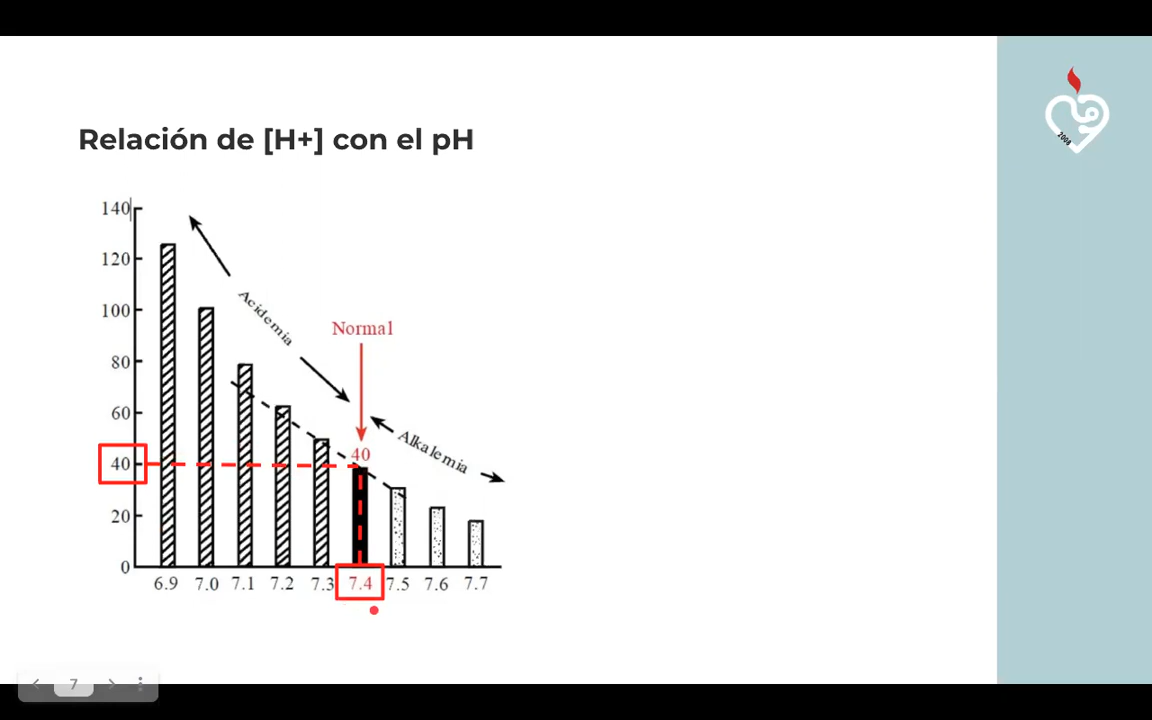 Relación de [H+] con el pH
2008
140
120
100
80
60
40
20
0
Acidemia
Normal
40
Alkalemia
6.9 7.0 7.1 7.2 7.3 7.4 7.5 7.6 7.7
7